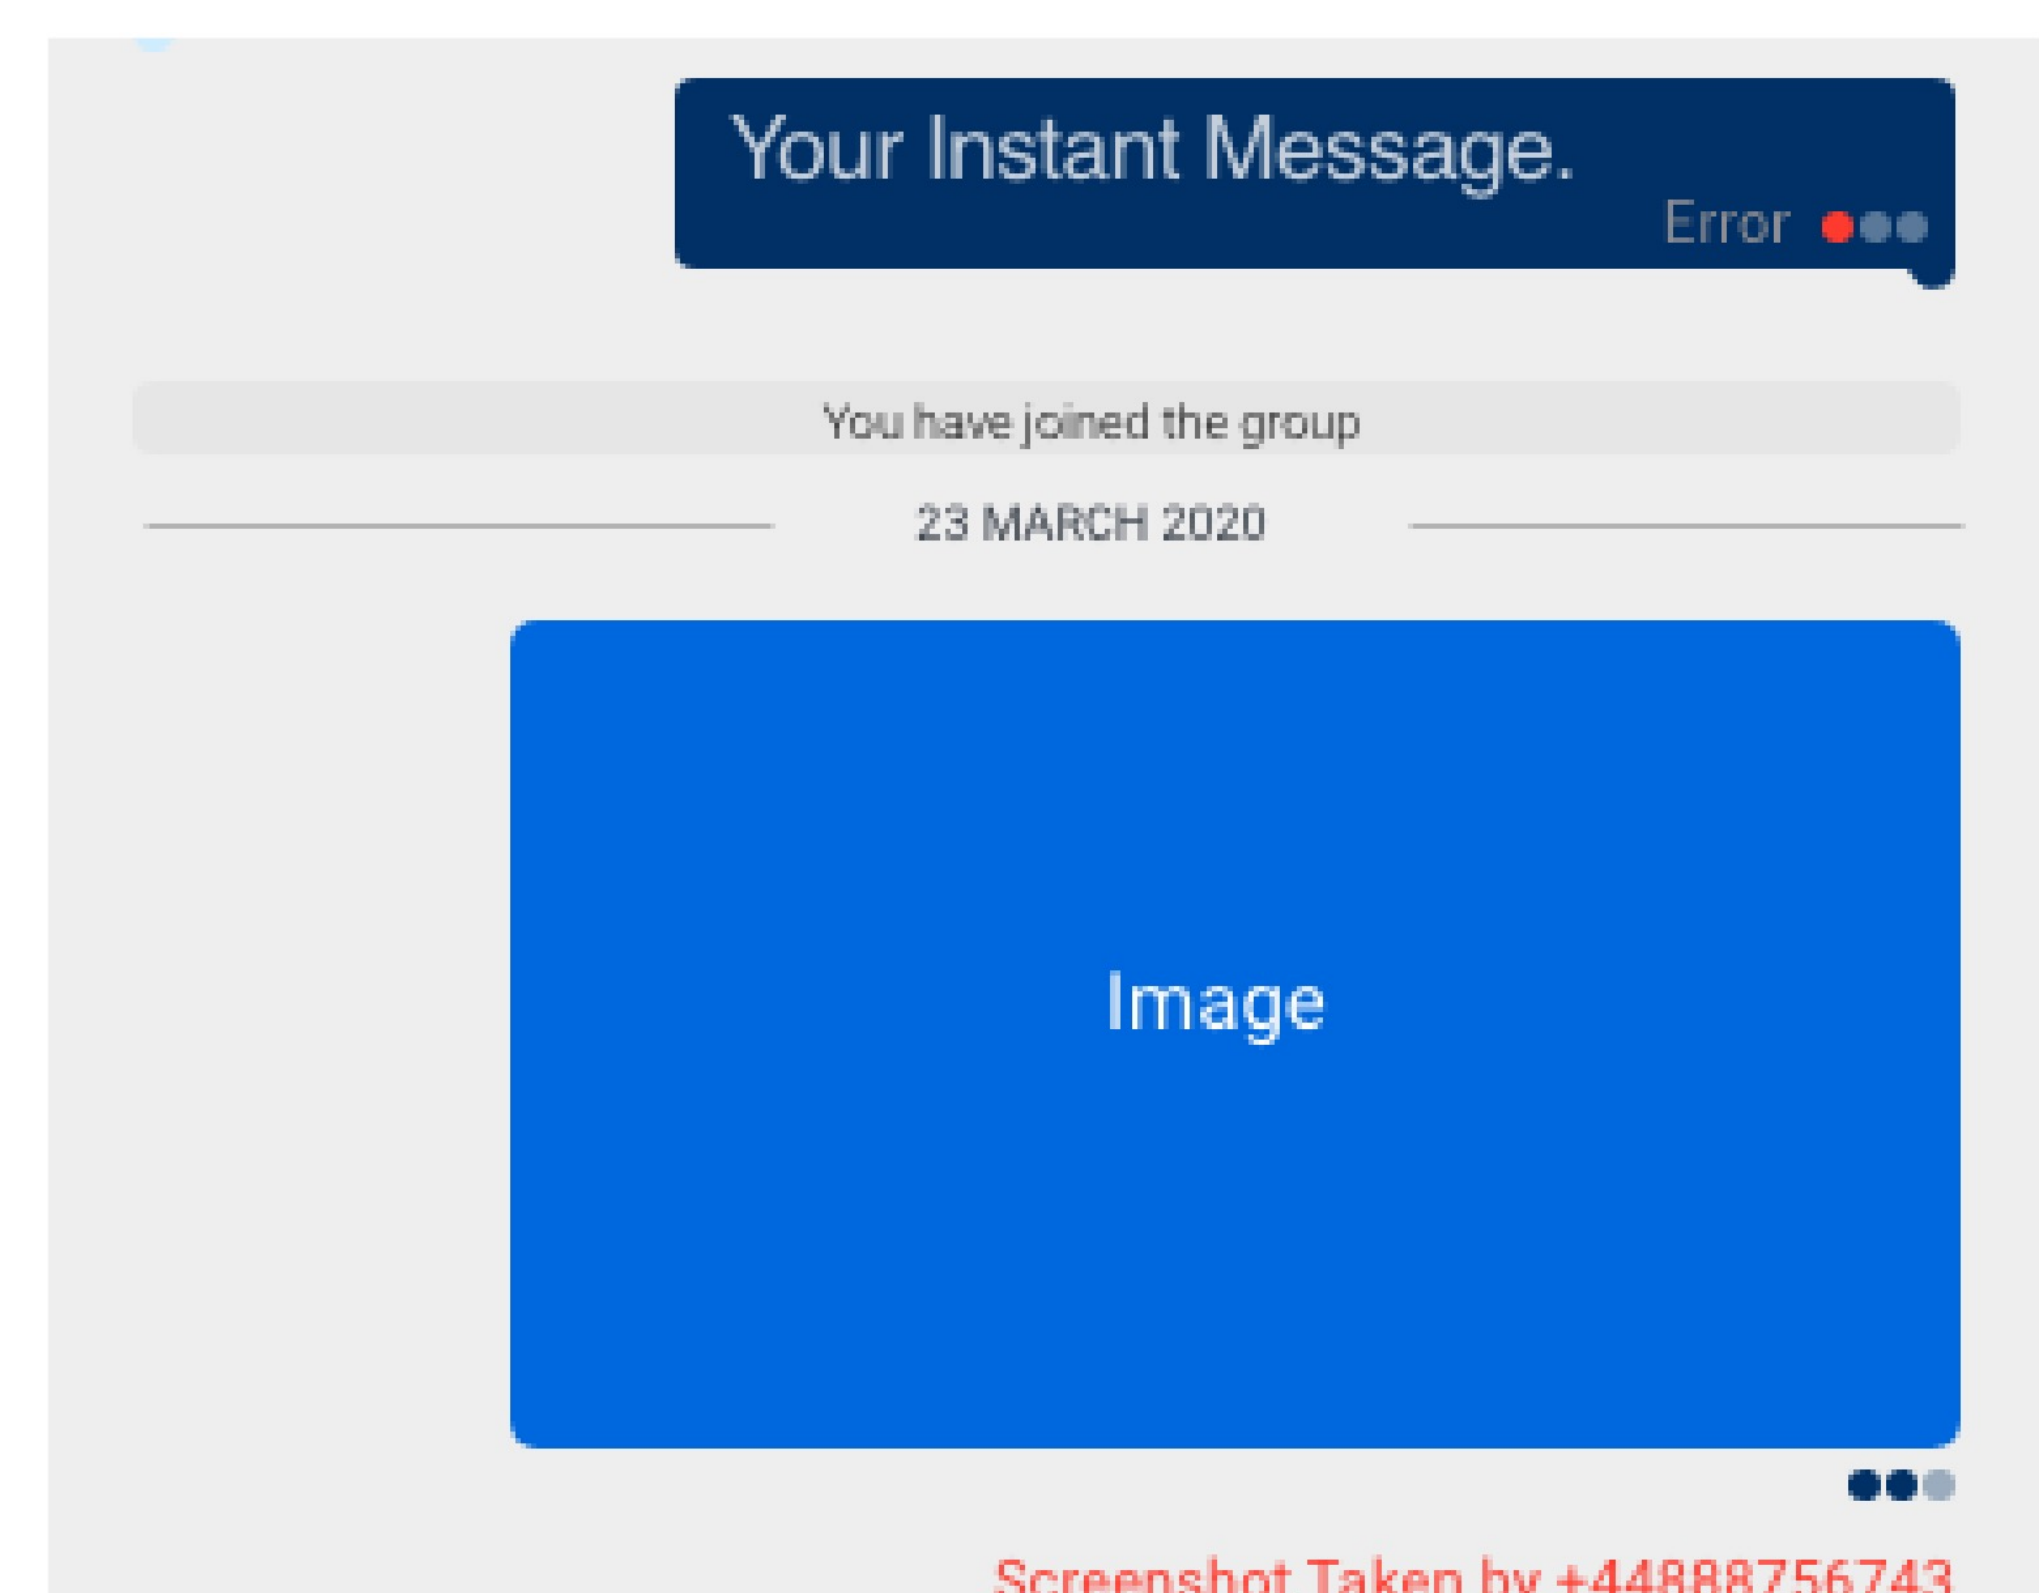 Your Instant Message.
Error
You have joined the group
23 MARCH 2020
Image
Screenshot Taken by +44888756743